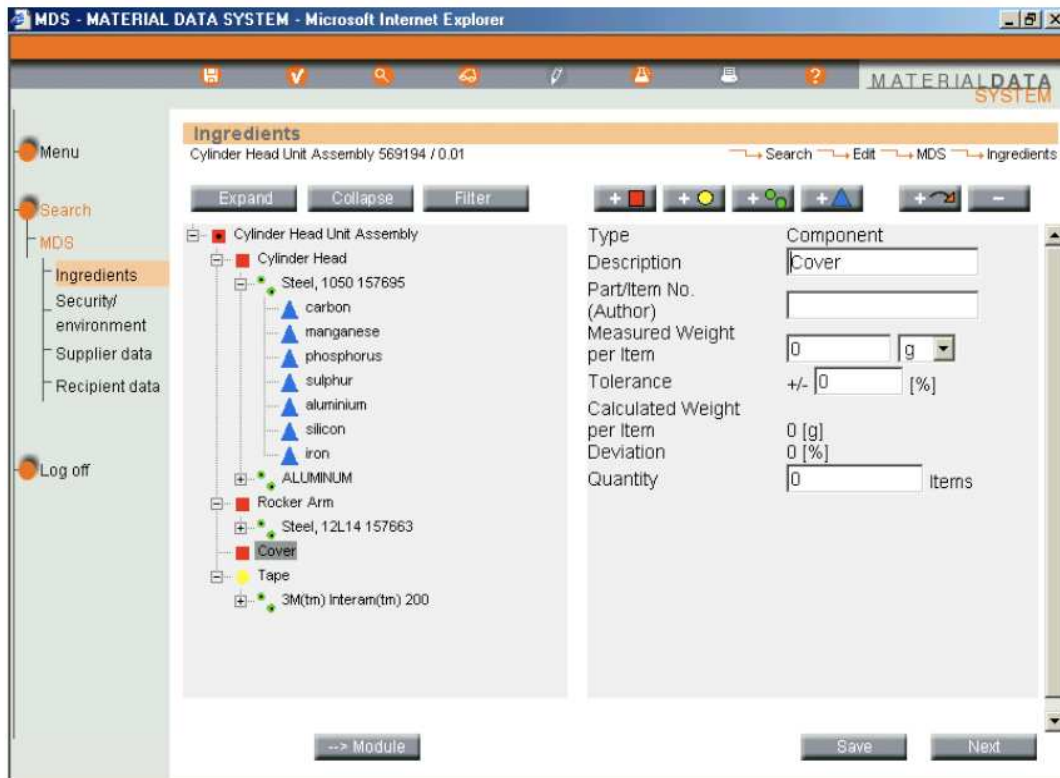 MDS - MATERIAL DATA SYSTEM - Microsoft Internet Explorer
MATERIALDATA
SYSTEM
Menu
Search
MDS
Ingredients
Security/
environment
Supplier data
Recipient data
Log off
Ingredients
Cylinder Head Unit Assembly 569194 / 0.01
Search Edit MDS Ingredients
Expand Collapse Filter
+ + + + + −
Cylinder Head Unit Assembly
Cylinder Head
Steel, 1050 157695
carbon
manganese
phosphorus
sulphur
aluminium
silicon
iron
ALUMINUM
Rocker Arm
Steel, 12L14 157663
Cover
Tape
3M(tm) Interam(tm) 200
Type Component
Description Cover
Part/Item No.
(Author)
Measured Weight
per Item 0 g
Tolerance +/- 0 [%]
Calculated Weight
per Item 0 [g]
Deviation 0 [%]
Quantity 0 Items
--> Module
Save Next